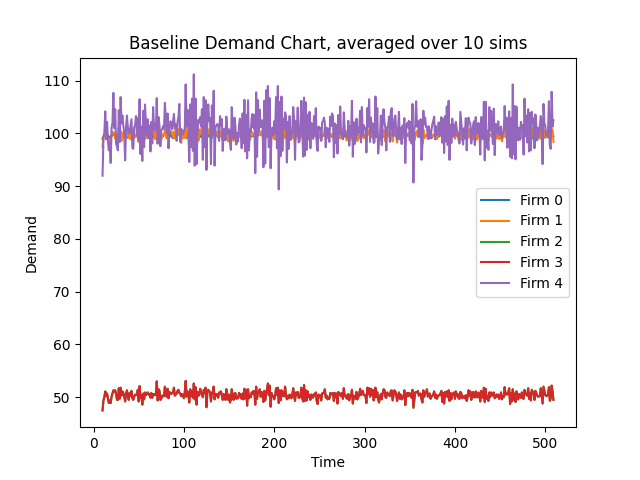 Baseline Demand Chart, averaged over 10 sims
110
100
90
80
70
60
50
Demand
Firm 0
Firm 1
Firm 2
Firm 3
Firm 4
0 100 200 300 400 500
Time